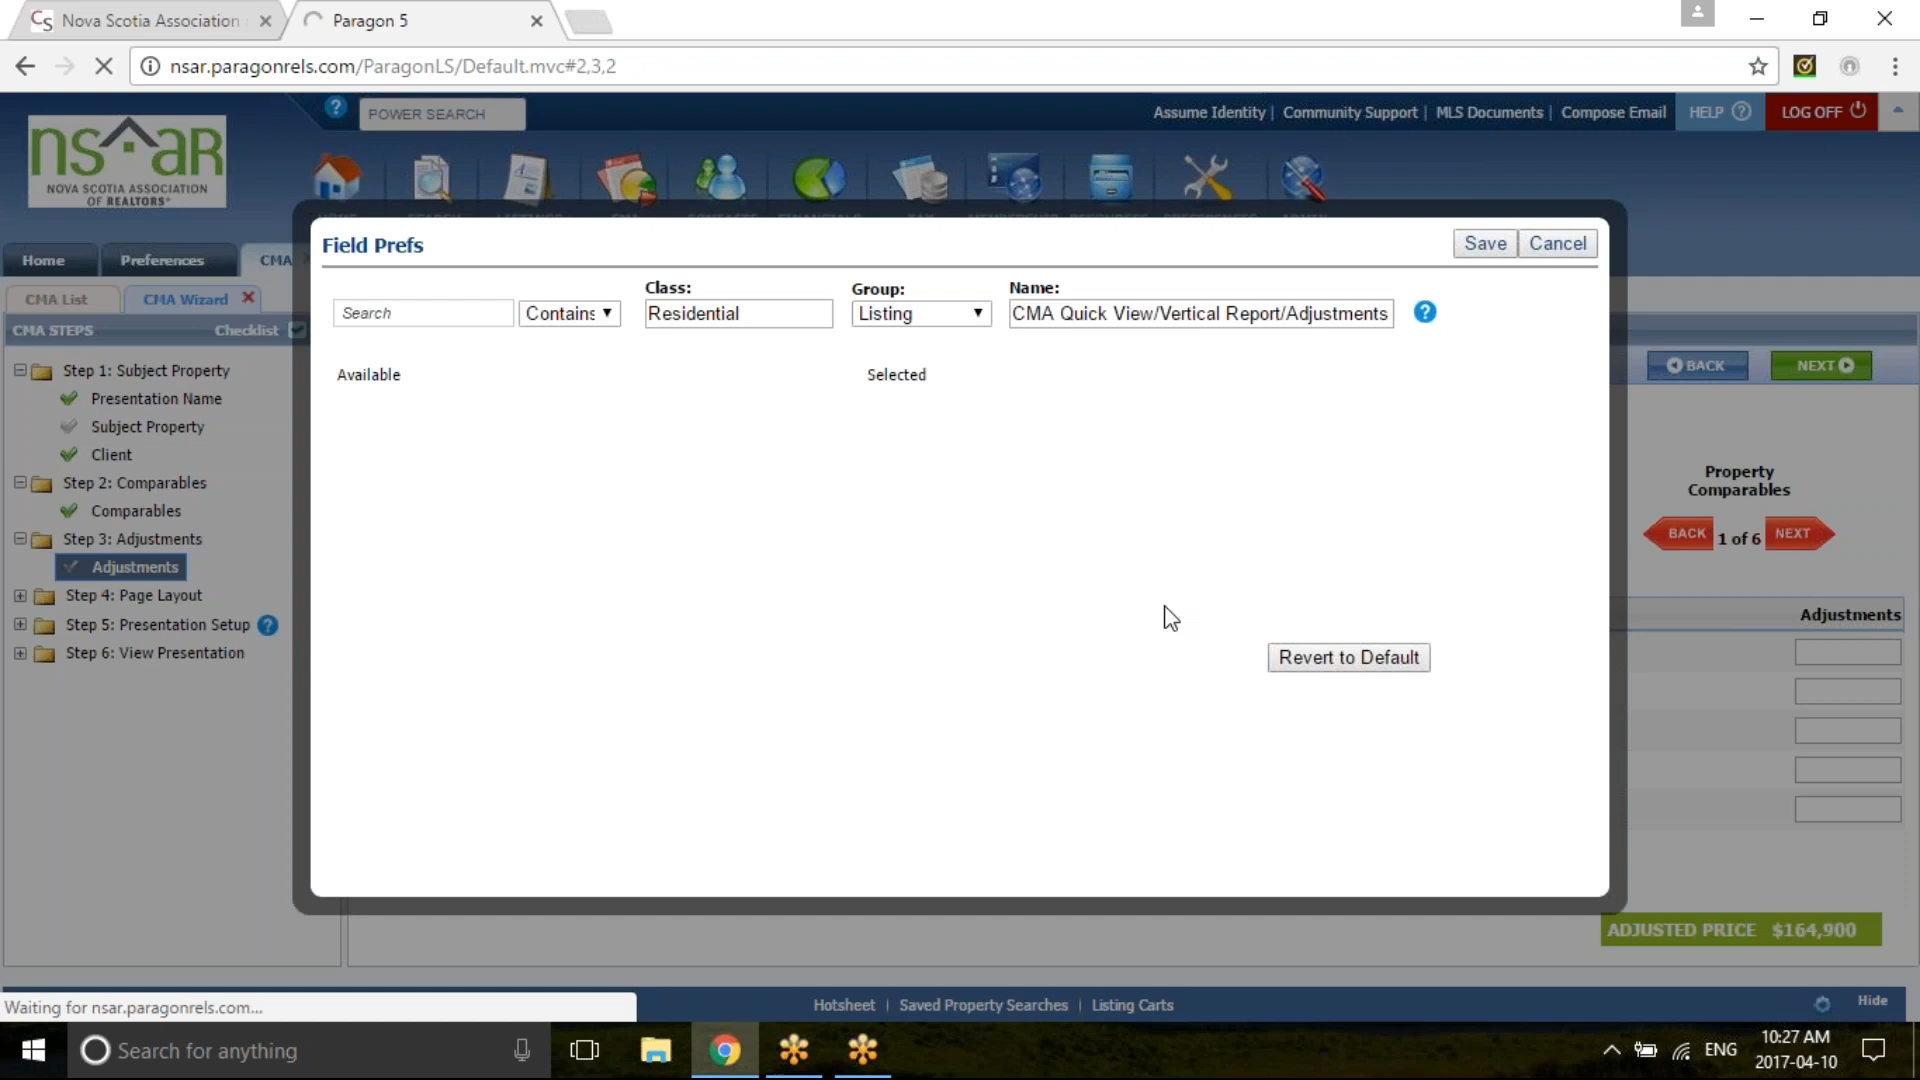 Nova Scotia Association
Paragon 5
nsar.paragonrels.com/ParagonLS/Default.mvc#2,3,2
POWER SEARCH
Assume Identity | Community Support | MLS Documents | Compose Email
HELP
LOG OFF
nsaR
NOVA SCOTIA ASSOCIATION
OF REALTORS®
Home
Preferences
CMA
CMA List
CMA Wizard
CMA STEPS
Checklist
Step 1: Subject Property
Presentation Name
Subject Property
Client
Step 2: Comparables
Comparables
Step 3: Adjustments
Adjustments
Step 4: Page Layout
Step 5: Presentation Setup
Step 6: View Presentation
Field Prefs
Save
Cancel
Search
Contains
Class:
Residential
Group:
Listing
Name:
CMA Quick View/Vertical Report/Adjustments
Available
Selected
Revert to Default
BACK
NEXT
Property
Comparables
BACK
1 of 6
NEXT
Adjustments
ADJUSTED PRICE $164,900
Waiting for nsar.paragonrels.com...
Hotsheet | Saved Property Searches | Listing Carts
Hide
Search for anything
ENG
10:27 AM
2017-04-10